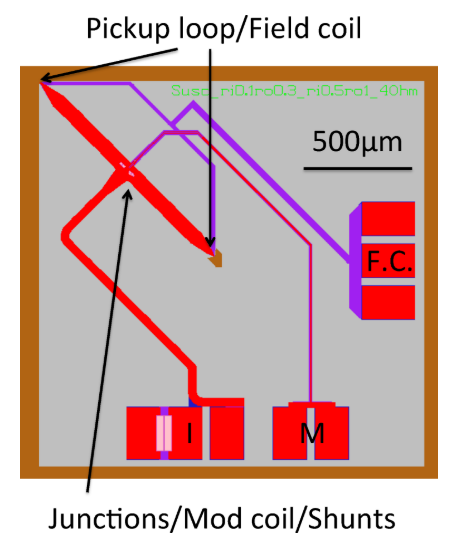 Pickup loop/Field coil
Susc_ri0.1ro0.3_ri0.5ro1_4Ohm
500μm
F.C.
I
M
Junctions/Mod coil/Shunts